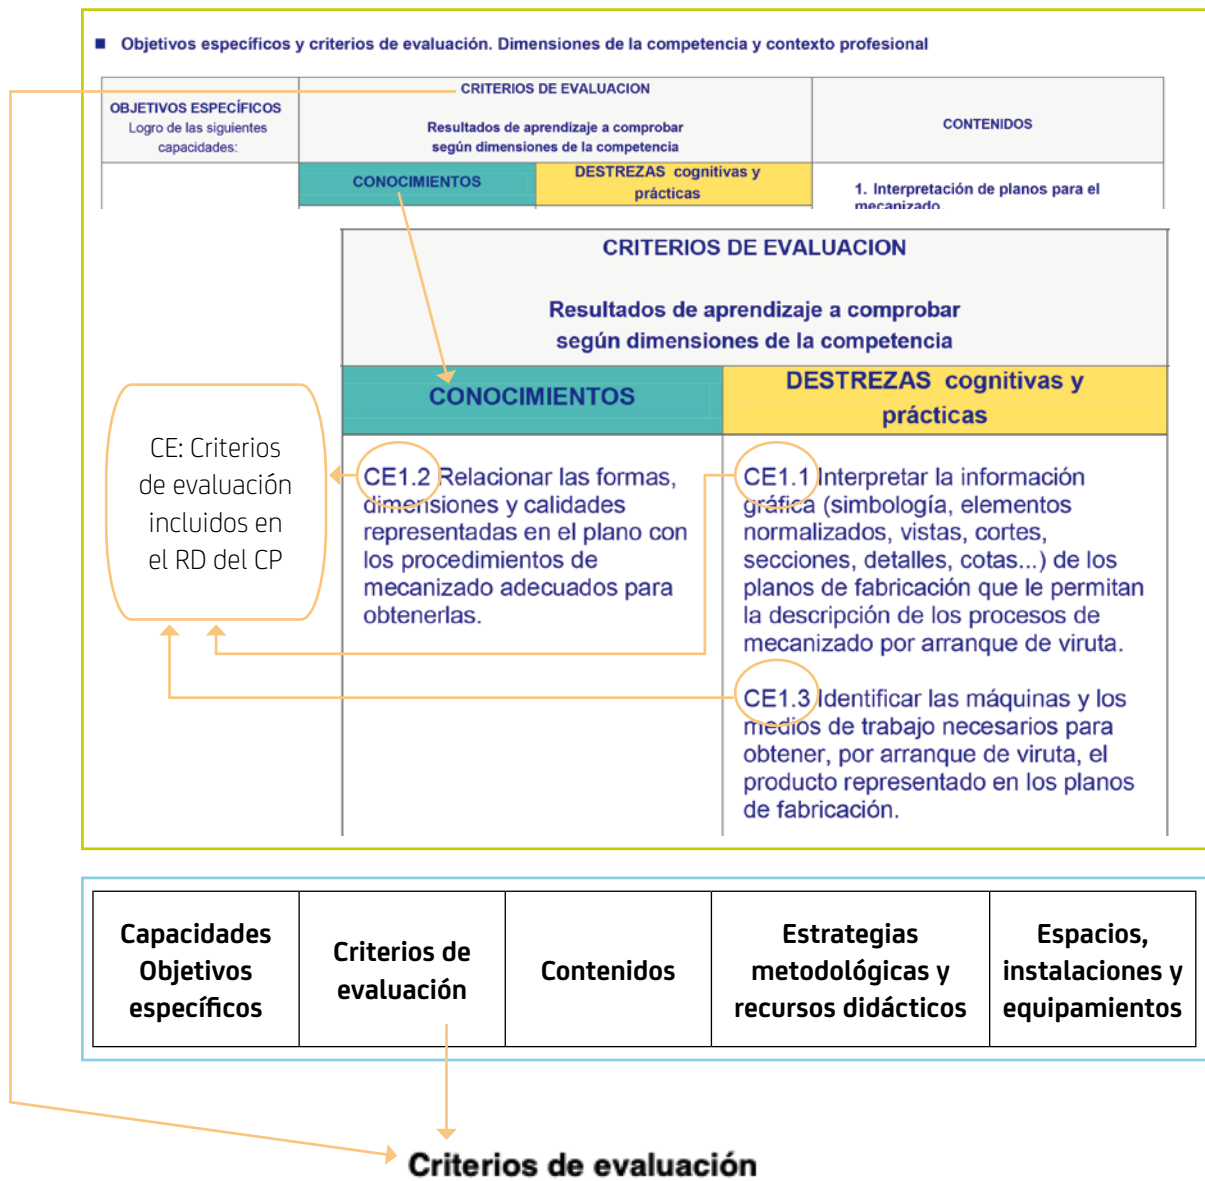 Objetivos específicos y criterios de evaluación. Dimensiones de la competencia y contexto profesional
OBJETIVOS ESPECÍFICOS
Logro de las siguientes
capacidades:
CRITERIOS DE EVALUACION
Resultados de aprendizaje a comprobar
según dimensiones de la competencia
CONTENIDOS
CONOCIMIENTOS
DESTREZAS cognitivas y
prácticas
1. Interpretación de planos para el
mecanizado
CRITERIOS DE EVALUACION
Resultados de aprendizaje a comprobar
según dimensiones de la competencia
CONOCIMIENTOS
DESTREZAS cognitivas y
prácticas
CE: Criterios
de evaluación
incluidos en
el RD del CP
CE1.2 Relacionar las formas,
dimensiones y calidades
representadas en el plano con
los procedimientos de
mecanizado adecuados para
obtenerlas.
CE1.1 Interpretar la información
gráfica (simbología, elementos
normalizados, vistas, cortes,
secciones, detalles, cotas...) de los
planos de fabricación que le permitan
la descripción de los procesos de
mecanizado por arranque de viruta.
CE1.3 Identificar las máquinas y los
medios de trabajo necesarios para
obtener, por arranque de viruta, el
producto representado en los planos
de fabricación.
Capacidades
Objetivos
específicos
Criterios de
evaluación
Contenidos
Estrategias
metodológicas y
recursos didácticos
Espacios,
instalaciones y
equipamientos
Criterios de evaluación